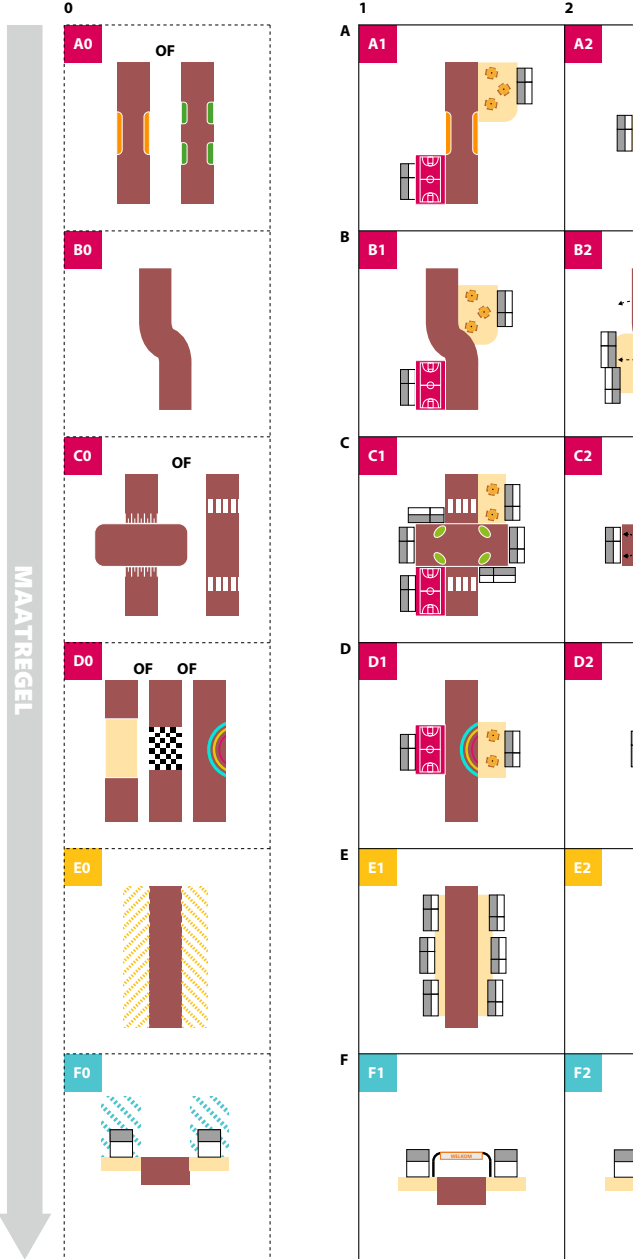 0 1 2
A
A0 OF A1 A2
B
B0 B1 B2
C
C0 OF C1 C2
D
D0 OF OF D1 D2
MAATREGEL
E
E0 E1 E2
F
F0 F1 F2
WELKOM